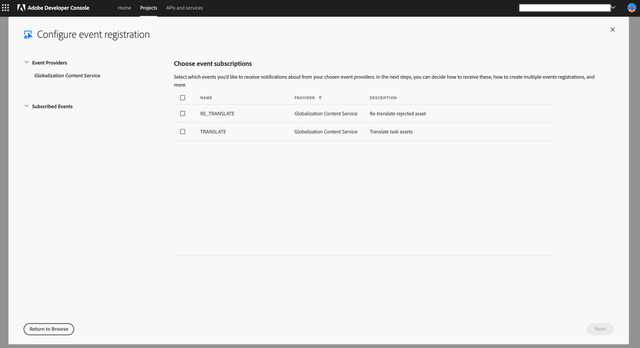 Adobe Developer Console
Home
Projects
APIs and services
Configure event registration
Event Providers
Globalization Content Service
Subscribed Events
Choose event subscriptions
Select which events you'd like to receive notifications about from your chosen event providers. In the next steps, you can decide how to receive these, how to create multiple events registrations, and
more.
NAME PROVIDER ↑ DESCRIPTION
RE_TRANSLATE Globalization Content Service Re-translate rejected asset
TRANSLATE Globalization Content Service Translate task assets
Return to Browse
Next